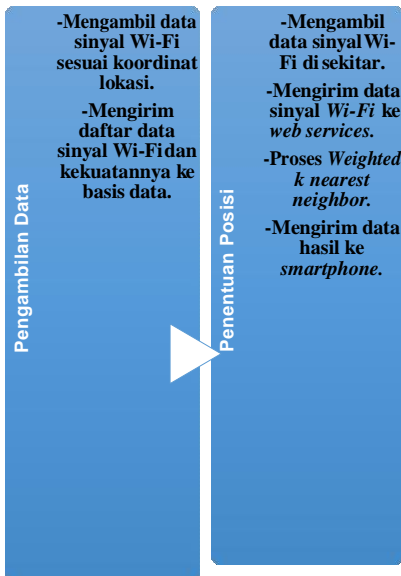 Pengambilan Data
-Mengambil data
sinyal Wi-Fi
sesuai koordinat
lokasi.
-Mengirim
daftar data
sinyal Wi-Fi dan
kekuatannya ke
basis data.
Penentuan Posisi
-Mengambil
data sinyal Wi-
Fi di sekitar.
-Mengirim data
sinyal Wi-Fi ke
web services.
-Proses Weighted
k nearest
neighbor.
-Mengirim data
hasil ke
smartphone.